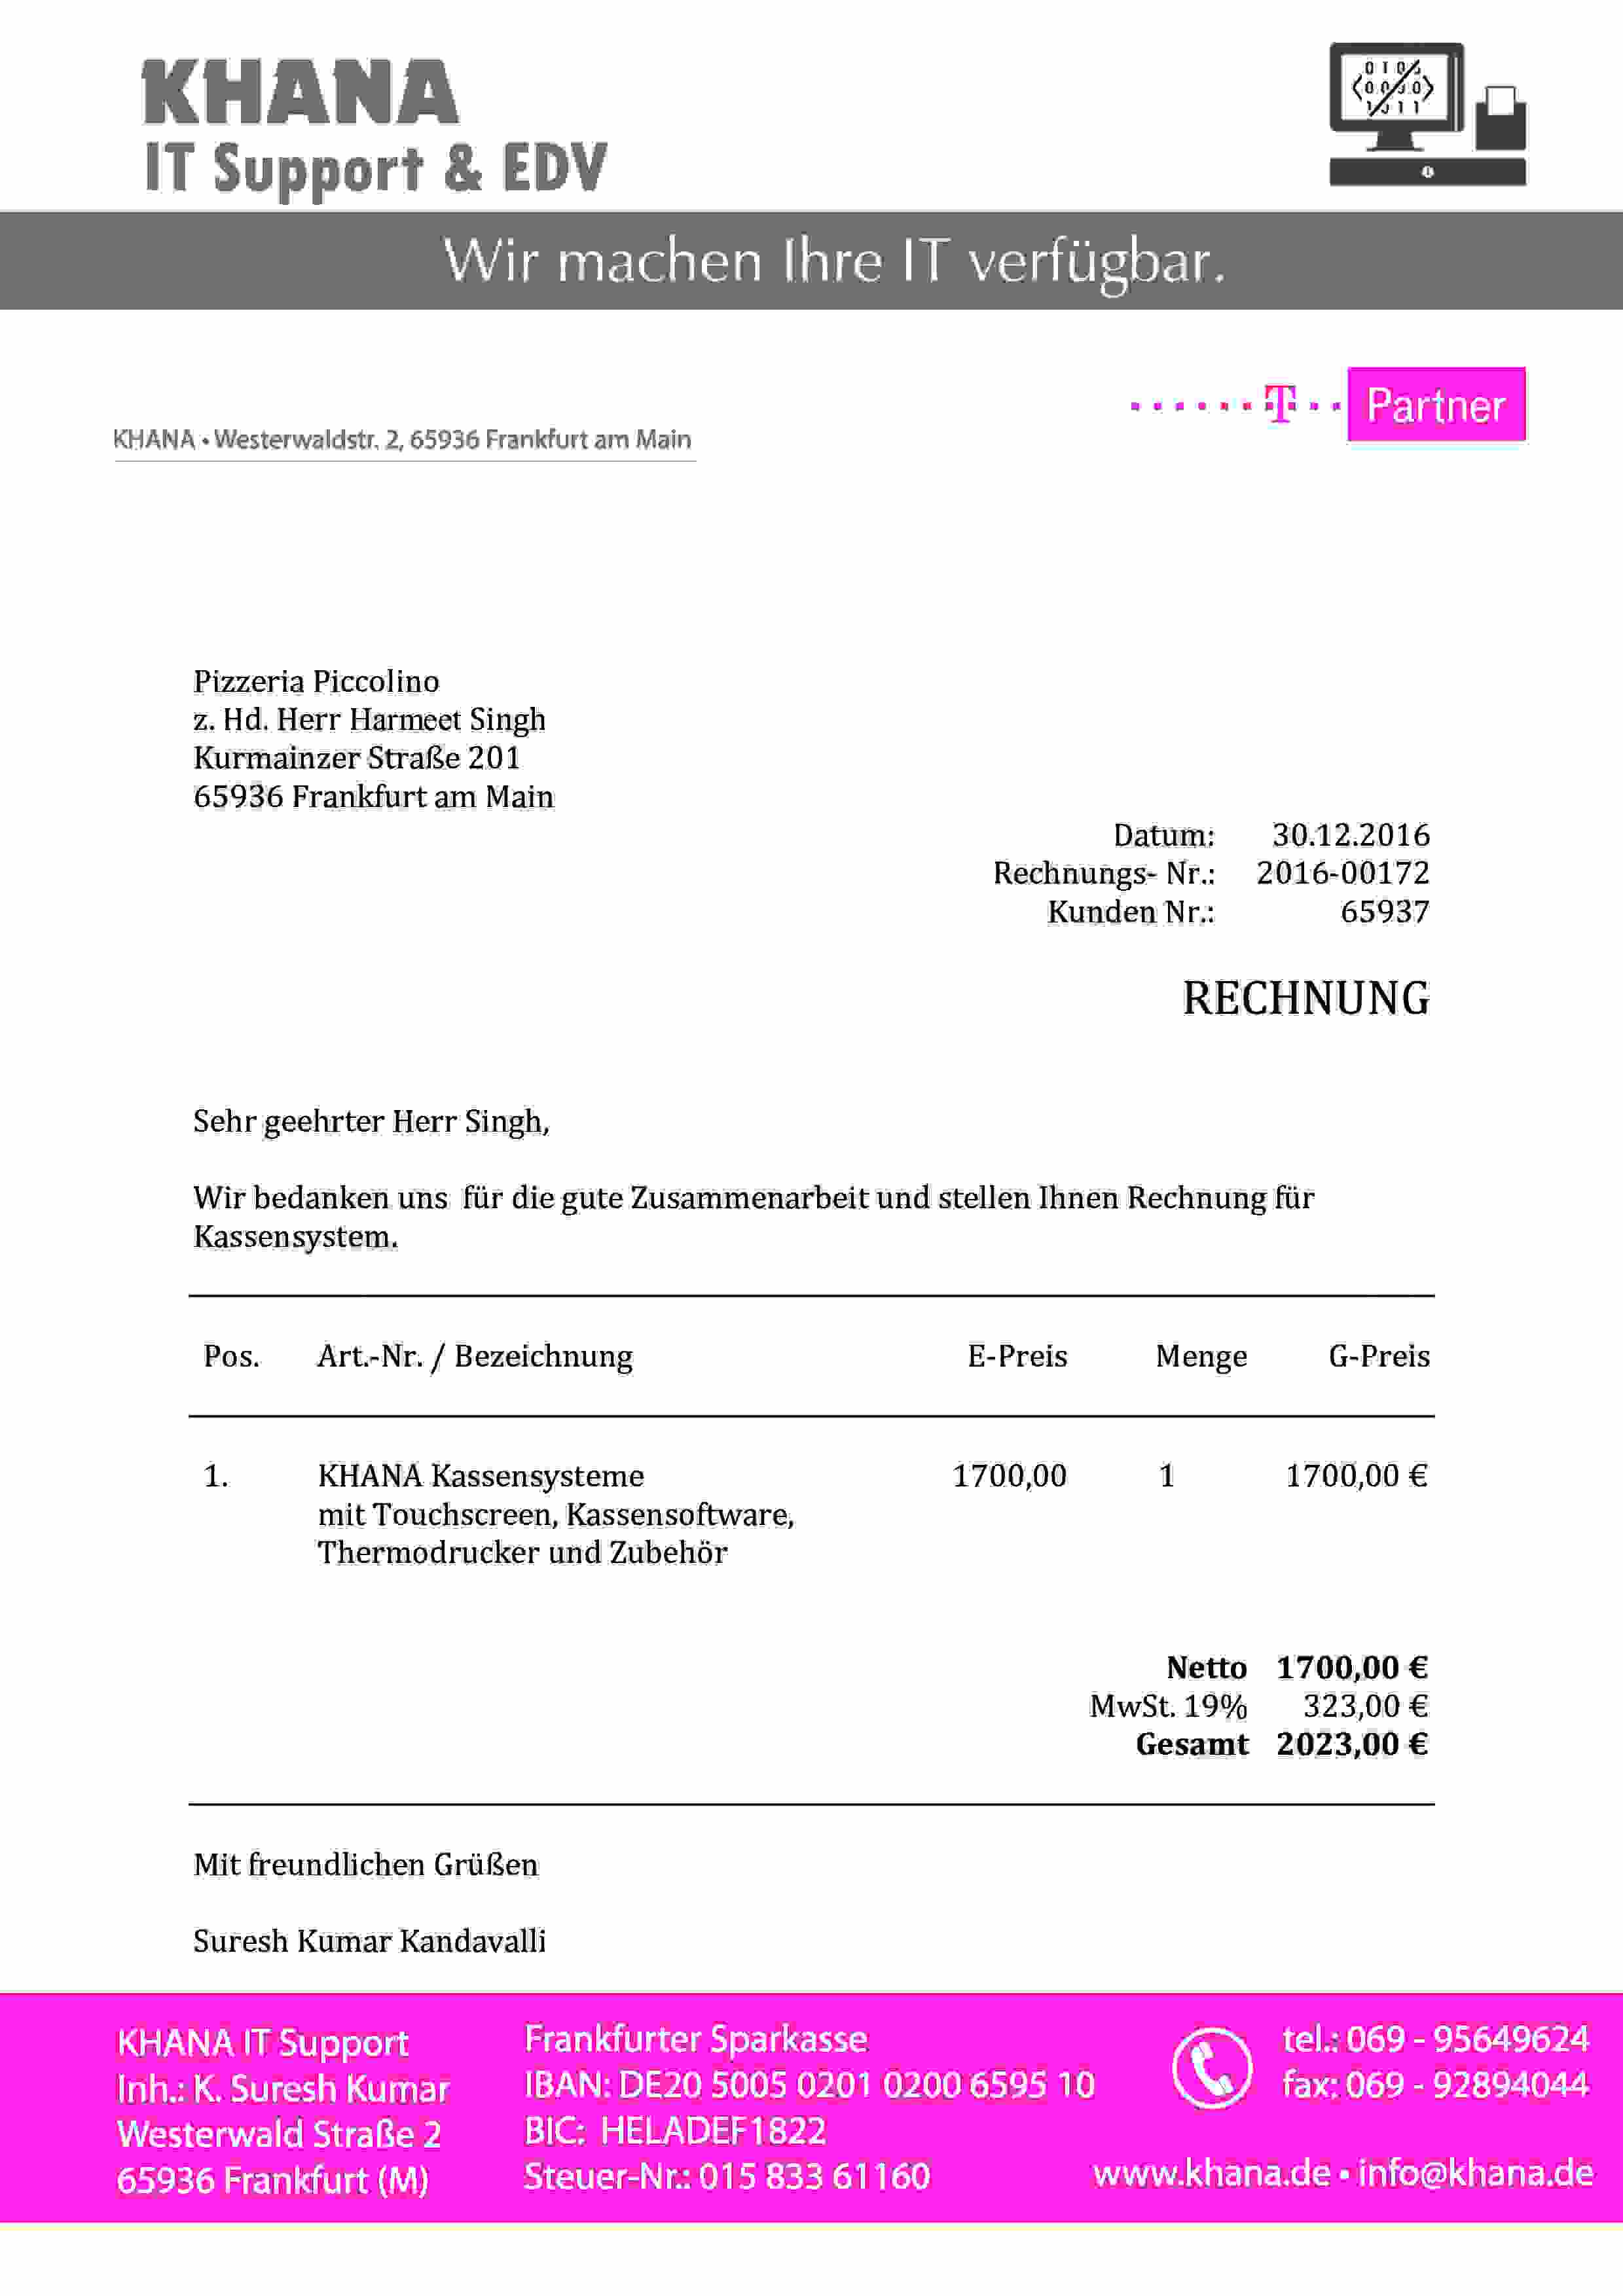 KHANA
IT Support & EDV
Wir machen Ihre IT verfügbar.
T Partner
KHANA • Westerwaldstr. 2, 65936 Frankfurt am Main
Pizzeria Piccolino
z. Hd. Herr Harmeet Singh
Kurmainzer Straße 201
65936 Frankfurt am Main
Datum: 30.12.2016
Rechnungs- Nr.: 2016-00172
Kunden Nr.: 65937
RECHNUNG
Sehr geehrter Herr Singh,
Wir bedanken uns für die gute Zusammenarbeit und stellen Ihnen Rechnung für
Kassensystem.
Pos. Art.-Nr. / Bezeichnung E-Preis Menge G-Preis
1. KHANA Kassensysteme 1700,00 1 1700,00 €
mit Touchscreen, Kassensoftware,
Thermodrucker und Zubehör
Netto 1700,00 €
MwSt. 19% 323,00 €
Gesamt 2023,00 €
Mit freundlichen Grüßen
Suresh Kumar Kandavalli
KHANA IT Support
Inh.: K. Suresh Kumar
Westerwald Straße 2
65936 Frankfurt (M)
Frankfurter Sparkasse
IBAN: DE20 5005 0201 0200 6595 10
BIC: HELADEF1822
Steuer-Nr.: 015 833 61160
tel.: 069 - 95649624
fax: 069 - 92894044
www.khana.de • info@khana.de